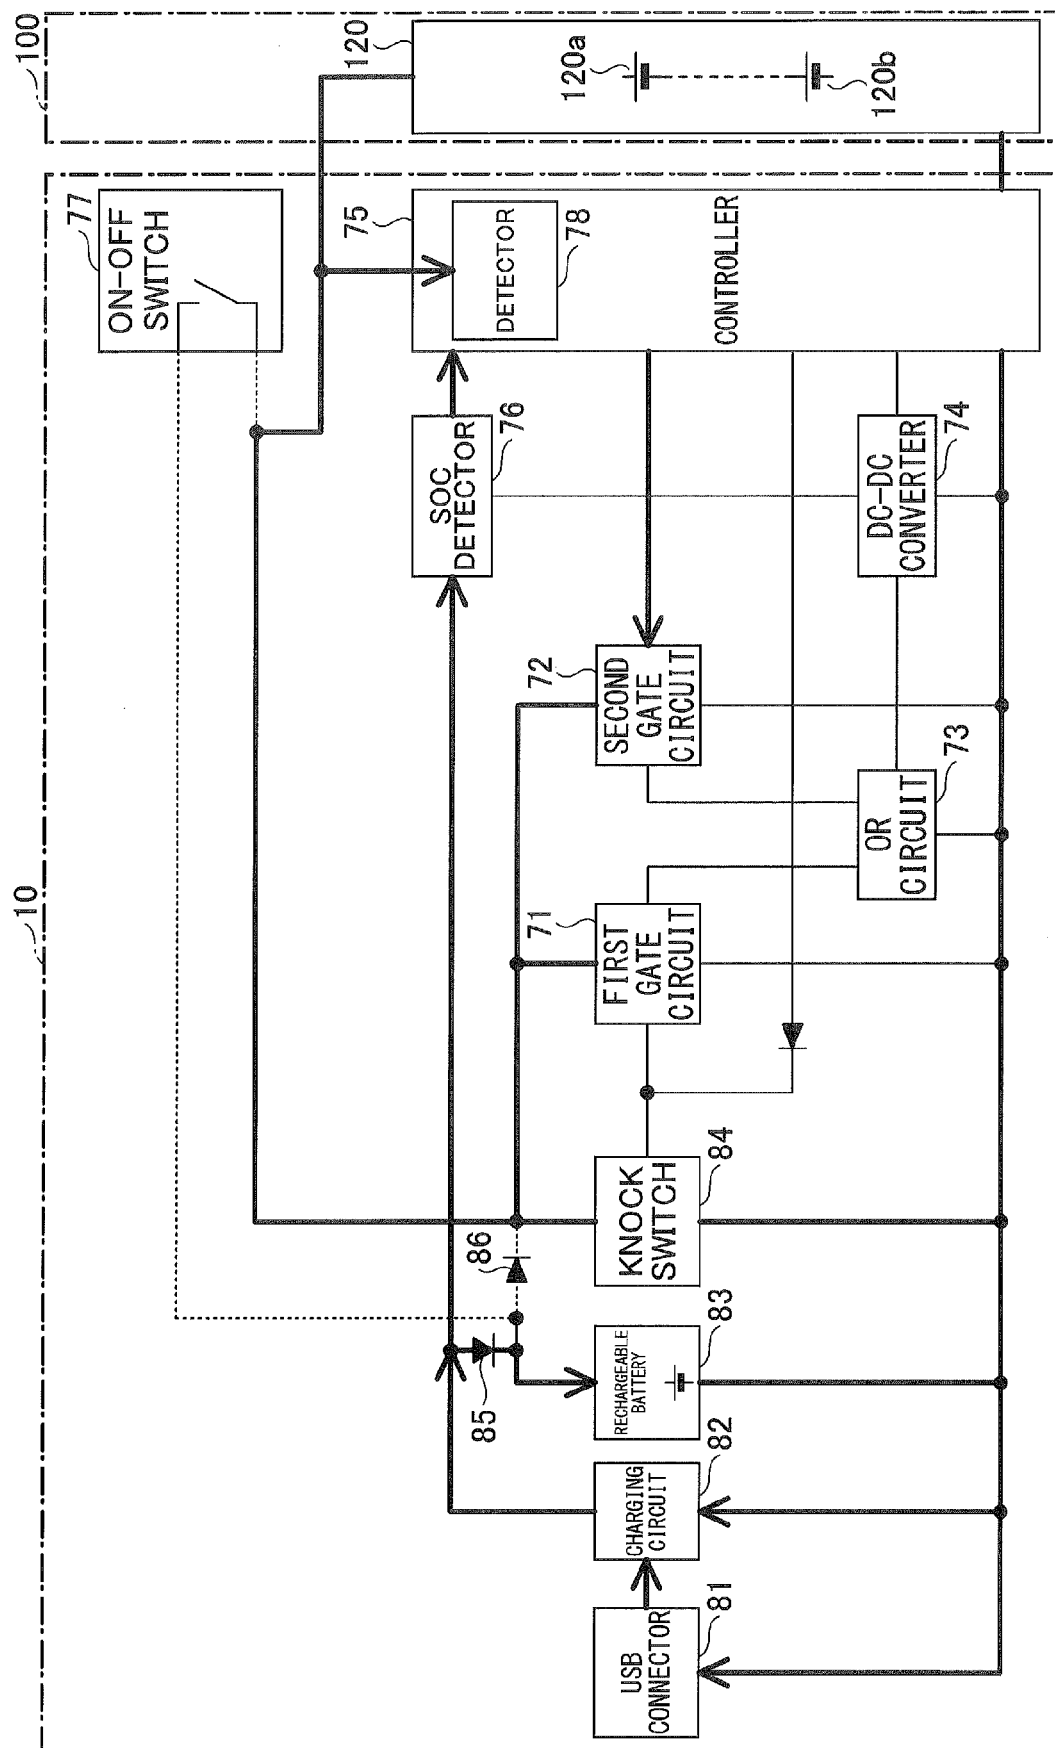 10
100
USB
CONNECTOR
81
CHARGING
CIRCUIT
82
RECHARGEABLE
BATTERY
83
85
86
KNOCK
SWITCH
84
FIRST
GATE
CIRCUIT
71
SECOND
GATE
CIRCUIT
72
OR
CIRCUIT
73
DC-DC
CONVERTER
74
SOC
DETECTOR
76
ON-OFF
SWITCH
77
CONTROLLER
75
DETECTOR
78
120
120a
120b